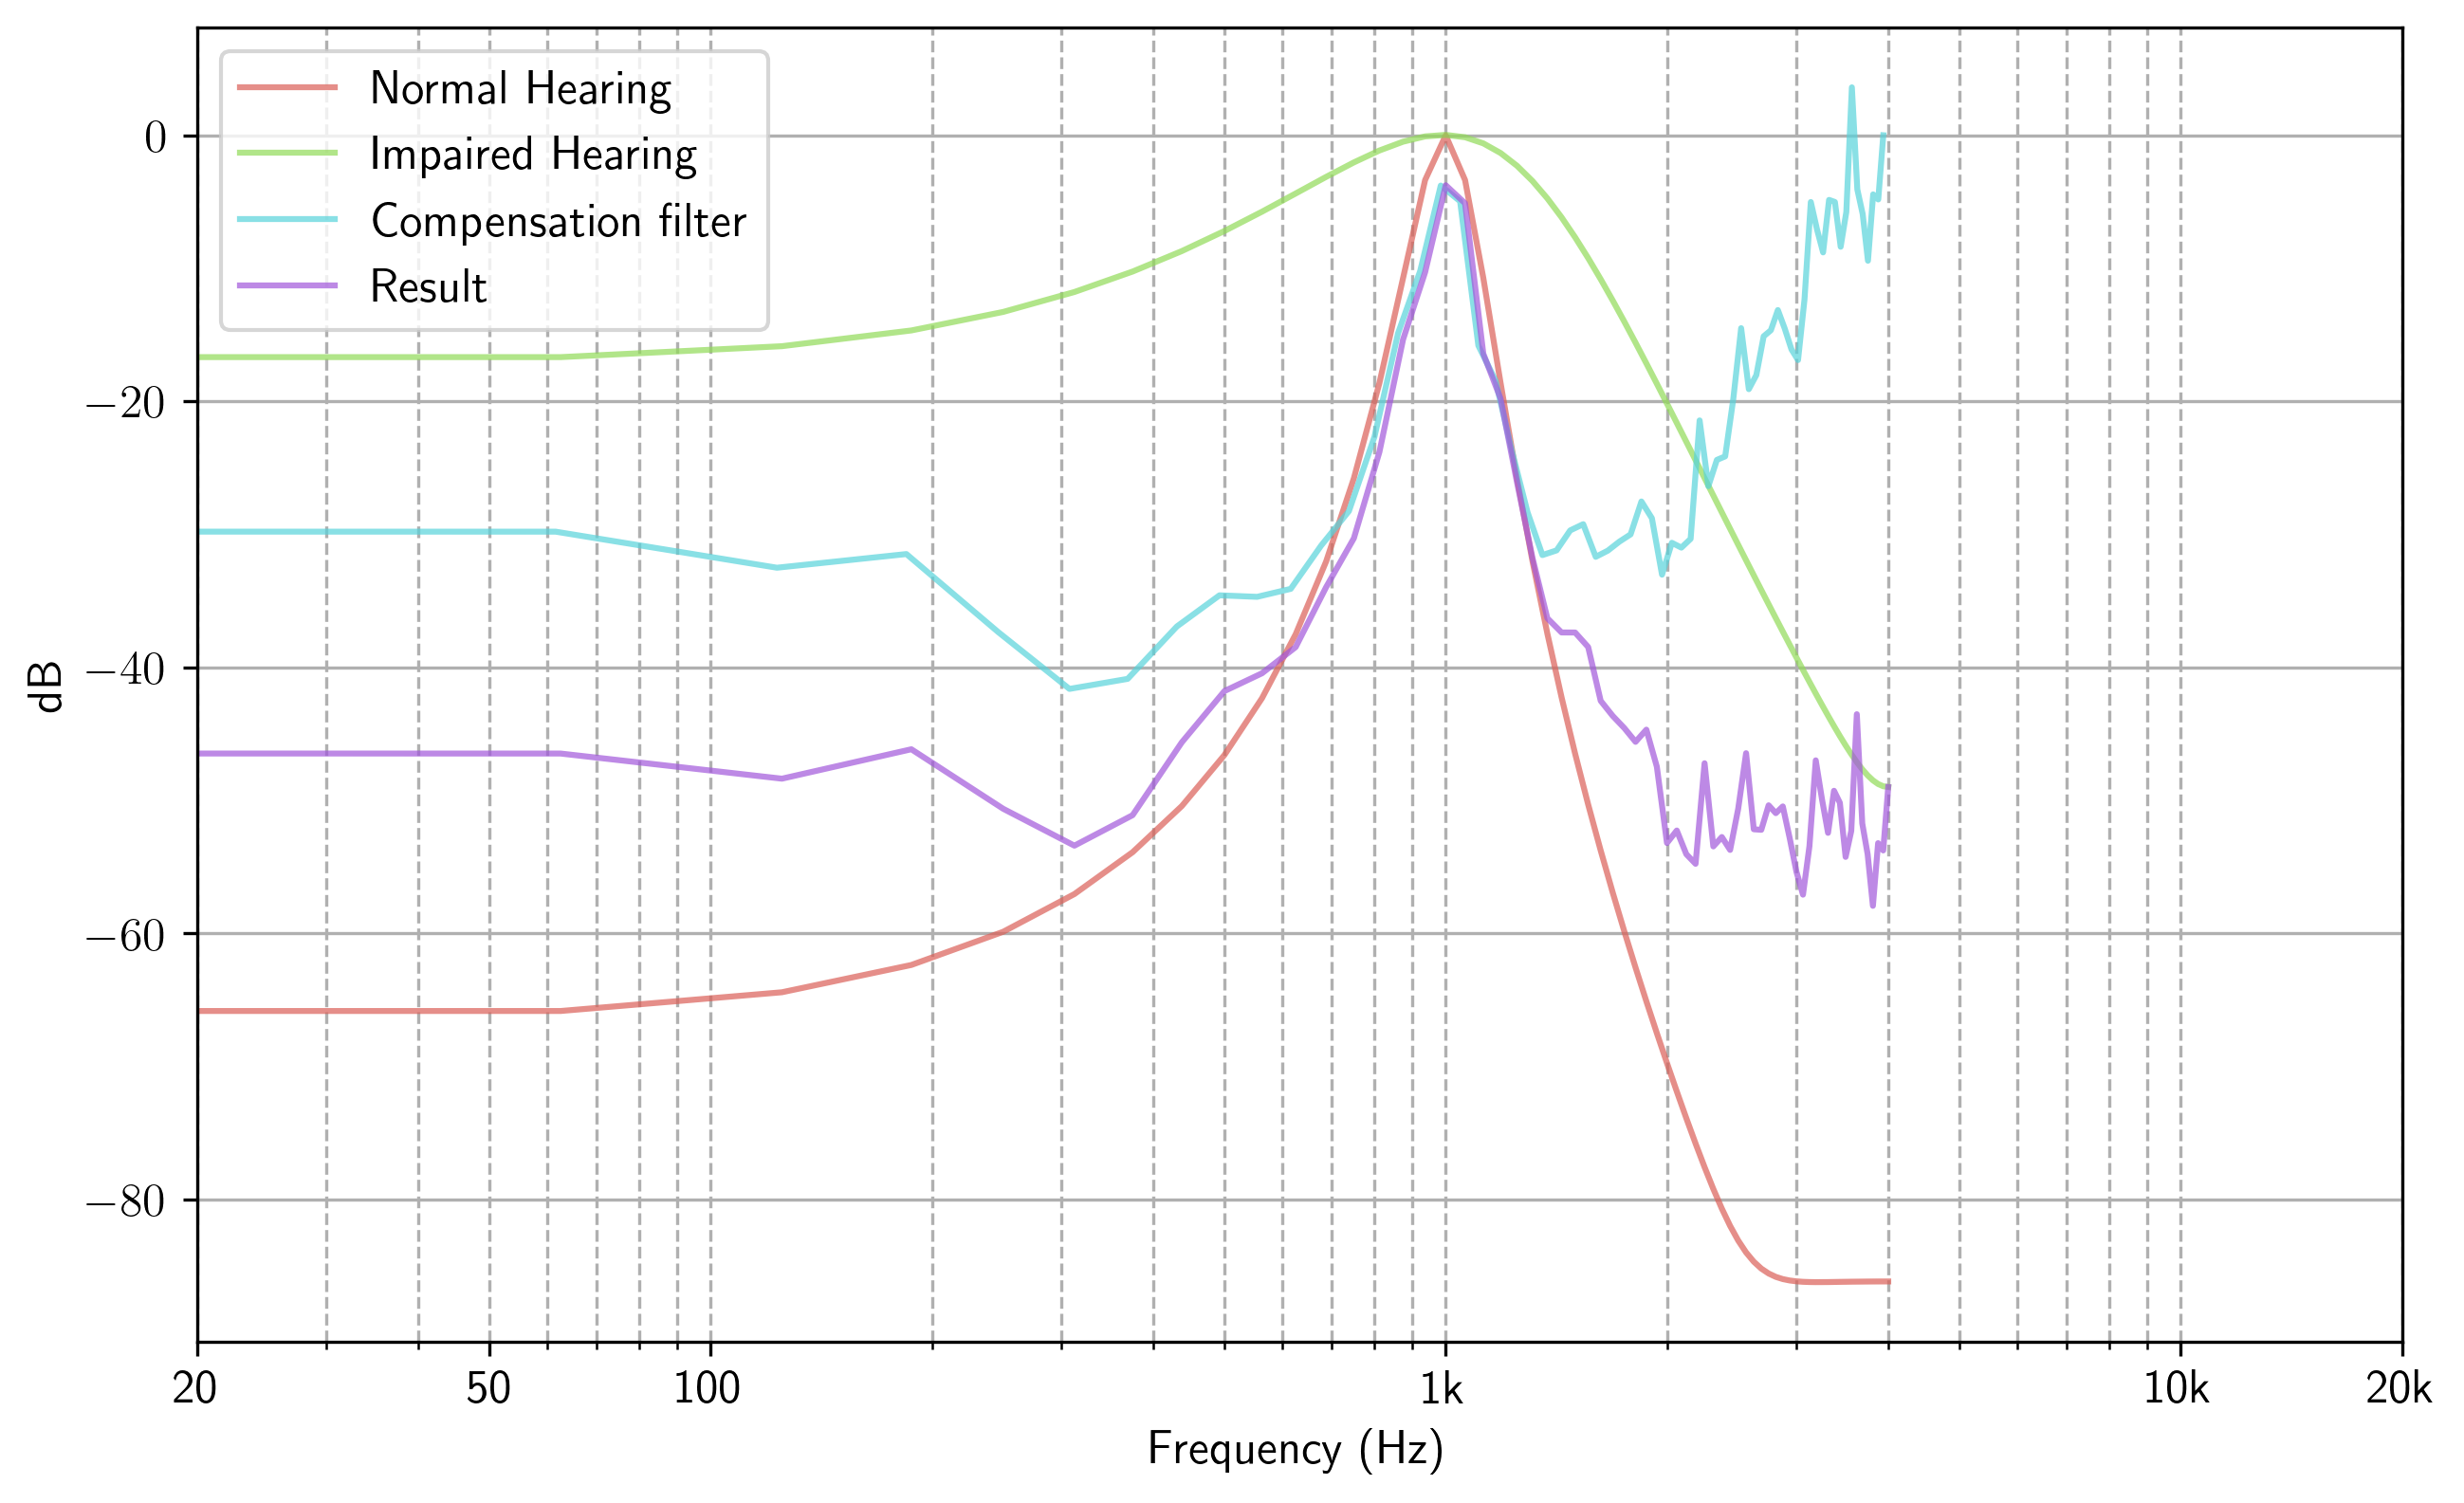 Normal Hearing
Impaired Hearing
Compensation filter
Result
0
−20
−40
−60
−80
dB
20 50 100 1k 10k 20k
Frequency (Hz)